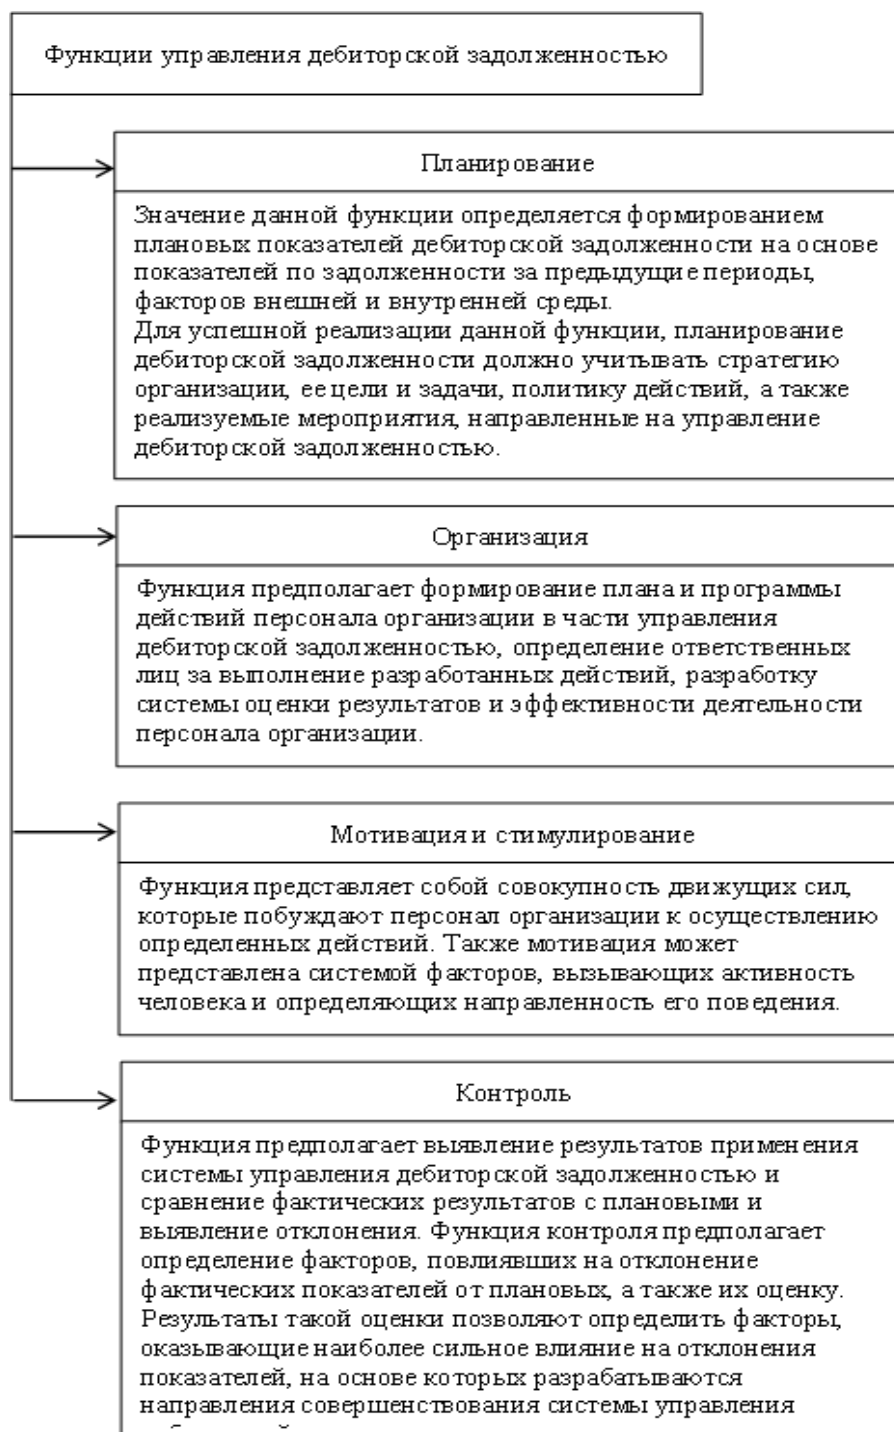 Функции управления дебиторской задолженностью
Планирование
Значение данной функции определяется формированием
плановых показателей дебиторской задолженности на основе
показателей по задолженности за предыдущие периоды,
факторов внешней и внутренней среды.
Для успешной реализации данной функции, планирование
дебиторской задолженности должно учитывать стратегию
организации, ее цели и задачи, политику действий, а также
реализуемые мероприятия, направленные на управление
дебиторской задолженностью.
Организация
Функция предполагает формирование плана и программы
действий персонала организации в части управления
дебиторской задолженностью, определение ответственных
лиц за выполнение разработанных действий, разработку
системы оценки результатов и эффективности деятельности
персонала организации.
Мотивация и стимулирование
Функция представляет собой совокупность движущих сил,
которые побуждают персонал организации к осуществлению
определенных действий. Также мотивация может
представлена системой факторов, вызывающих активность
человека и определяющих направленность его поведения.
Контроль
Функция предполагает выявление результатов применения
системы управления дебиторской задолженностью и
сравнение фактических результатов с плановыми и
выявление отклонения. Функция контроля предполагает
определение факторов, повлиявших на отклонение
фактических показателей от плановых, а также их оценку.
Результаты такой оценки позволяют определить факторы,
оказывающие наиболее сильное влияние на отклонения
показателей, на основе которых разрабатываются
направления совершенствования системы управления